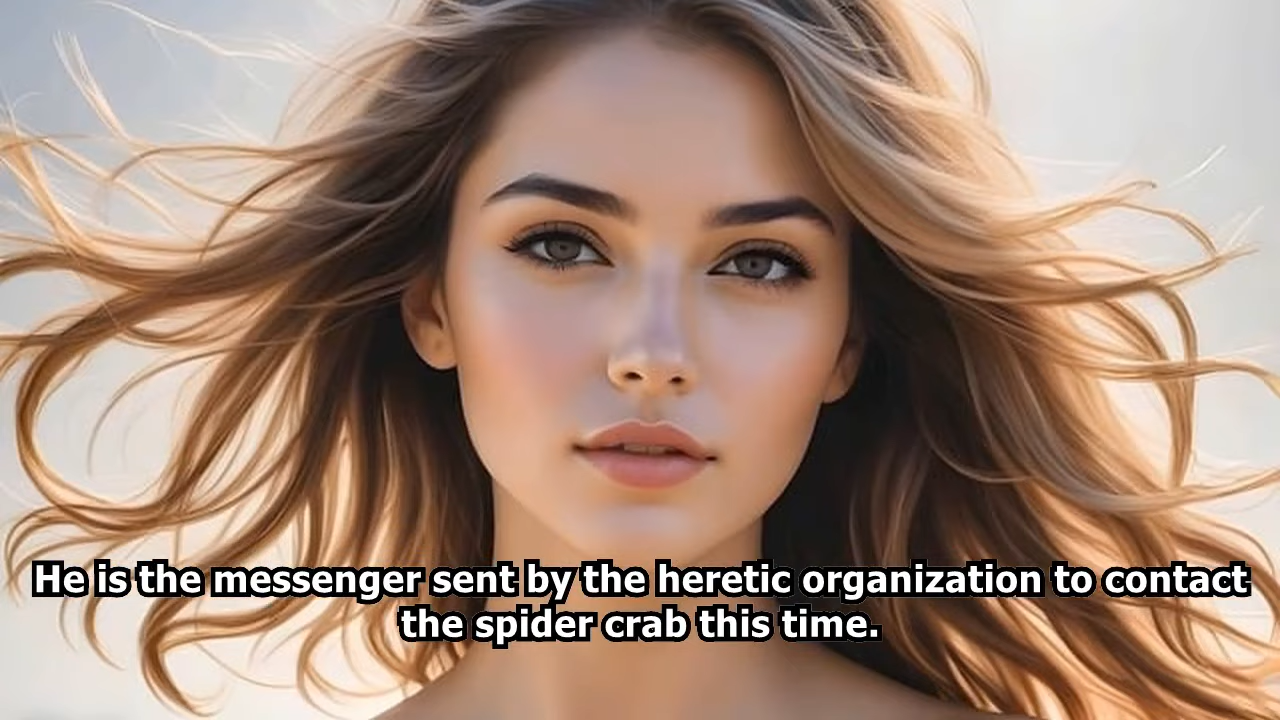 He is the messenger sent by the heretic organization to contact
the spider crab this time.